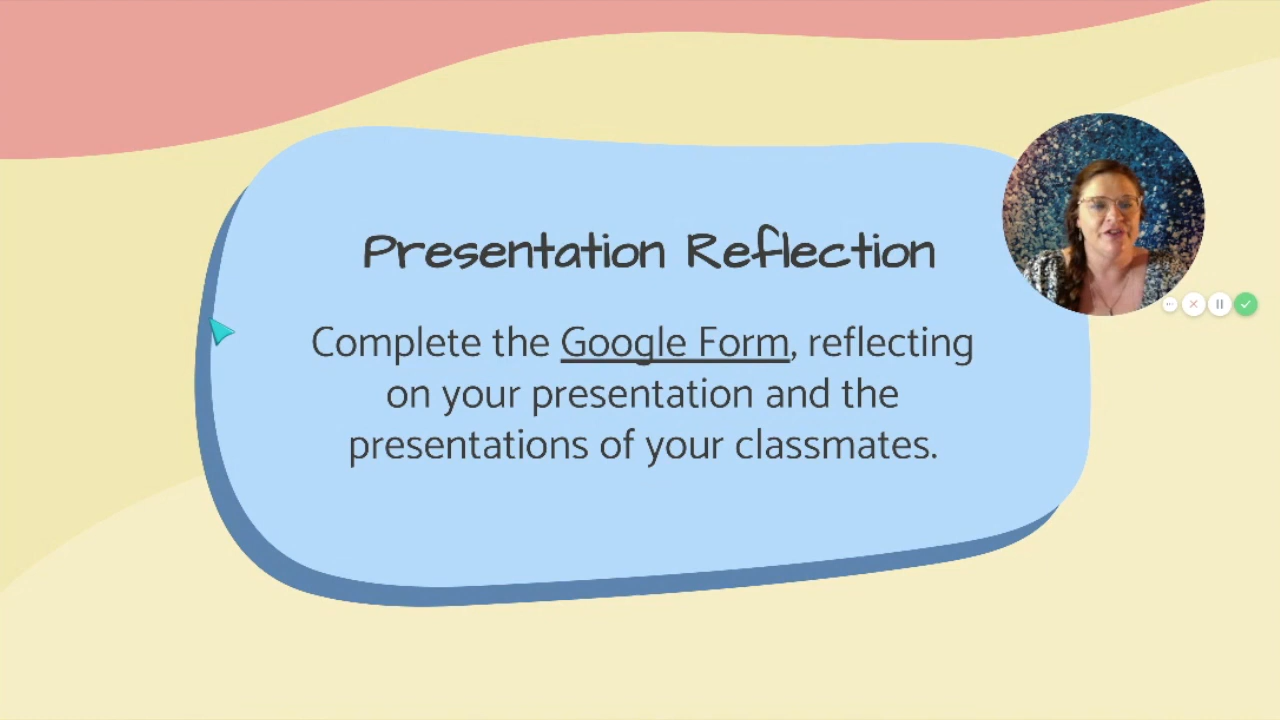 Presentation Reflection
Complete the Google Form, reflecting
on your presentation and the
presentations of your classmates.